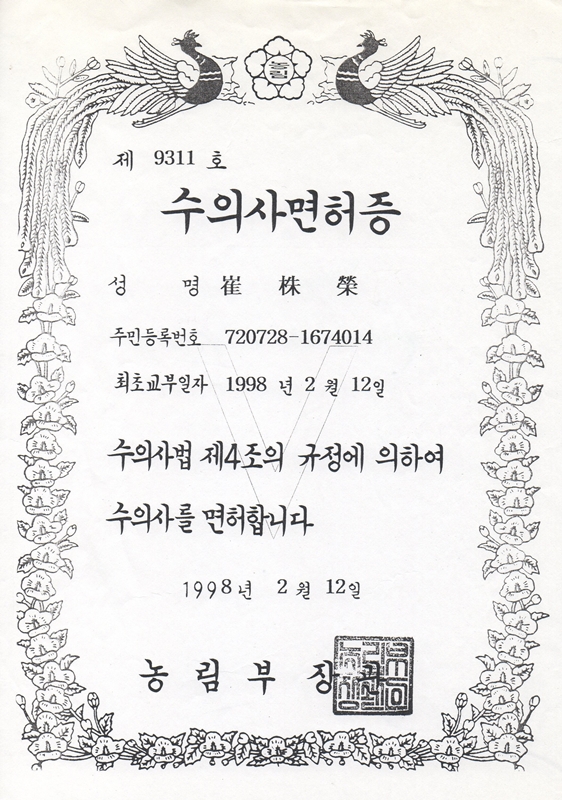 농림
제 9311 호
수의사면허증
성 명 崔 株 榮
주민등록번호 720728-1674014
최초교부일자 1998 년 2 월 12일
수의사법 제4조의 규정에 의하여
수의사를 면허합니다
1998년 2 월 12일
농림부장관